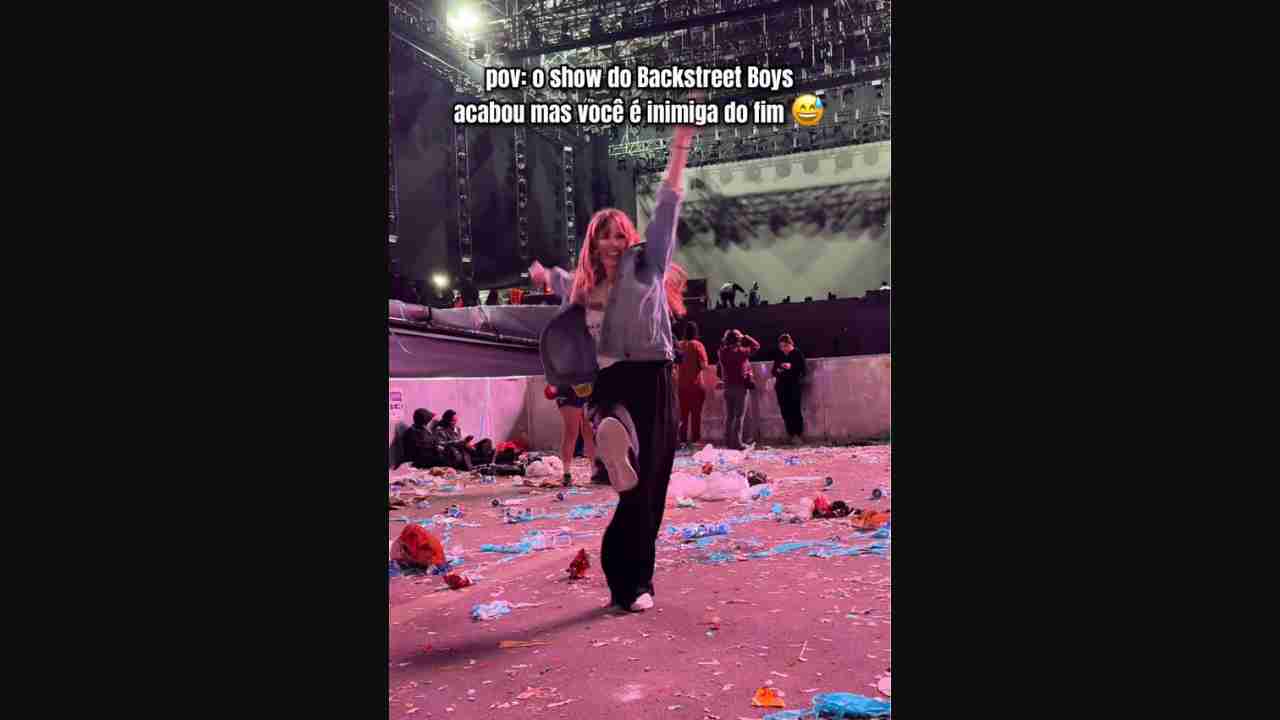 pov: o show do Backstreet Boys
acabou mas você é inimiga do fim 😅